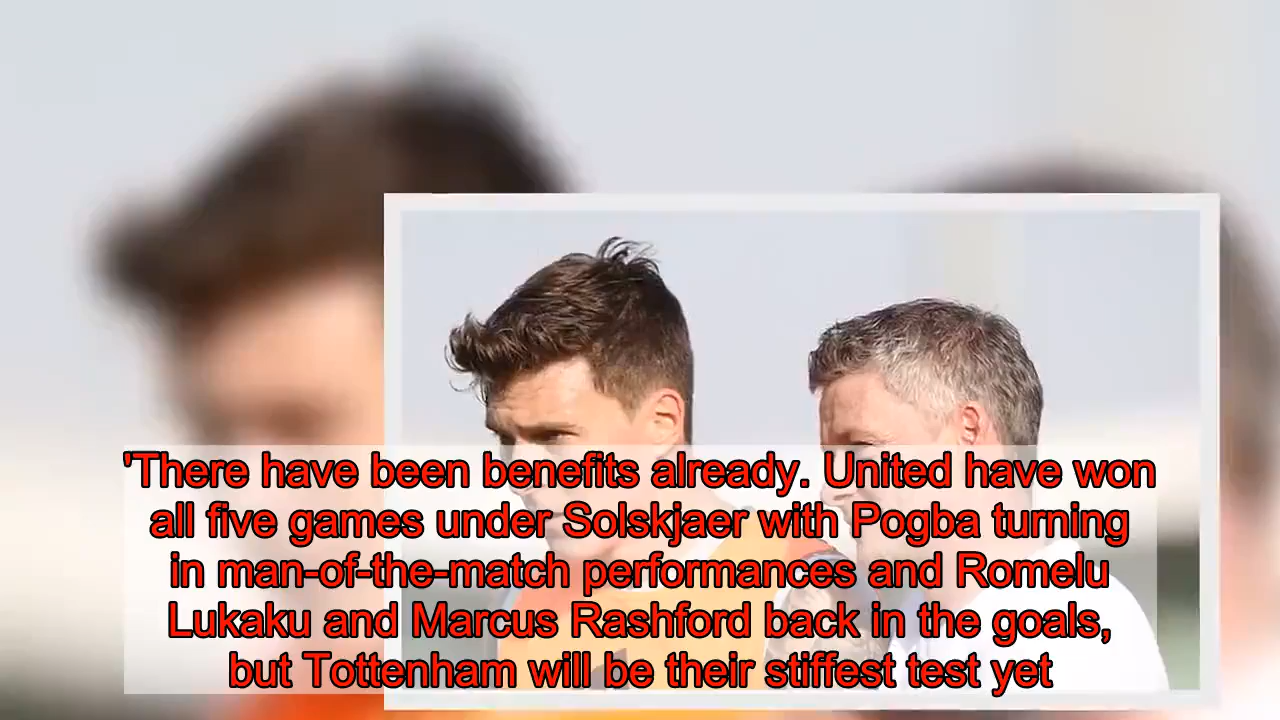 'There have been benefits already. United have won
all five games under Solskjaer with Pogba turning
in man-of-the-match performances and Romelu
Lukaku and Marcus Rashford back in the goals,
but Tottenham will be their stiffest test yet